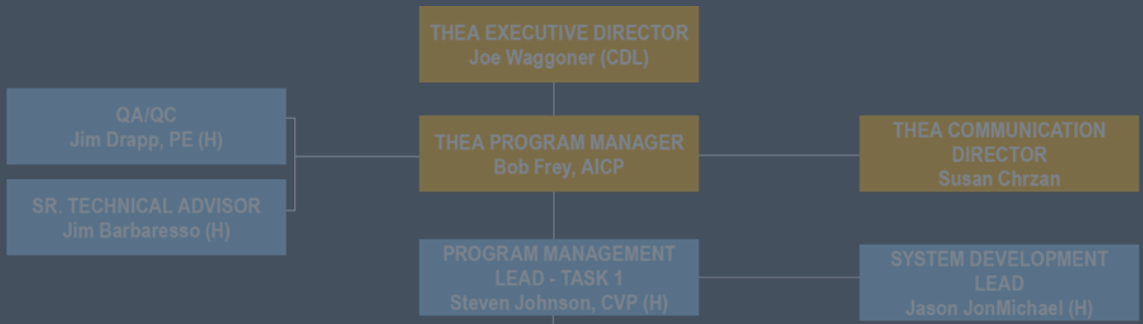 THEA EXECUTIVE DIRECTOR
Joe Waggoner (CDL)
QA/QC
Jim Drapp, PE (H)
THEA PROGRAM MANAGER
Bob Frey, AICP
THEA COMMUNICATION
DIRECTOR
Susan Chrzan
SR. TECHNICAL ADVISOR
Jim Barbaresso (H)
PROGRAM MANAGEMENT
LEAD - TASK 1
Steven Johnson, CVP (H)
SYSTEM DEVELOPMENT
LEAD
Jason JonMichael (H)